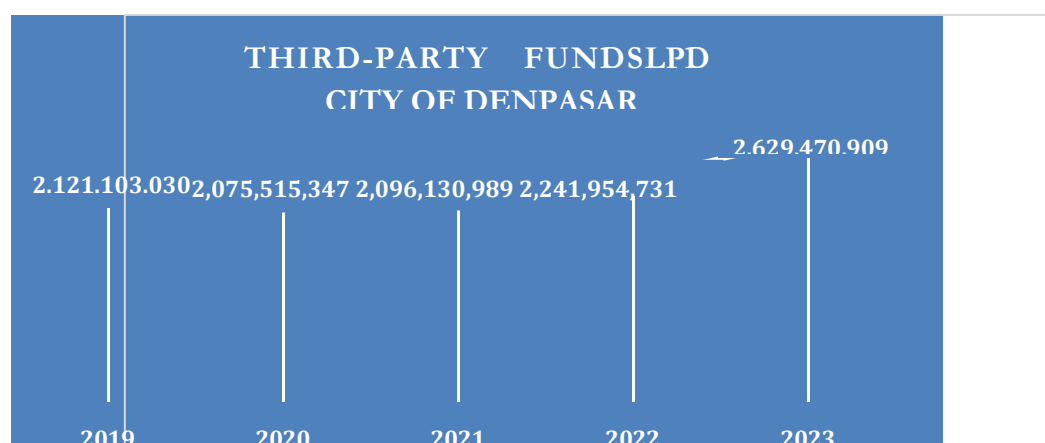 THIRD-PARTY FUNDSLPD
CITY OF DENPASAR
2.629.470.909
2.121.103.030 2,075,515,347 2,096,130,989 2,241,954,731
2019 2020 2021 2022 2023